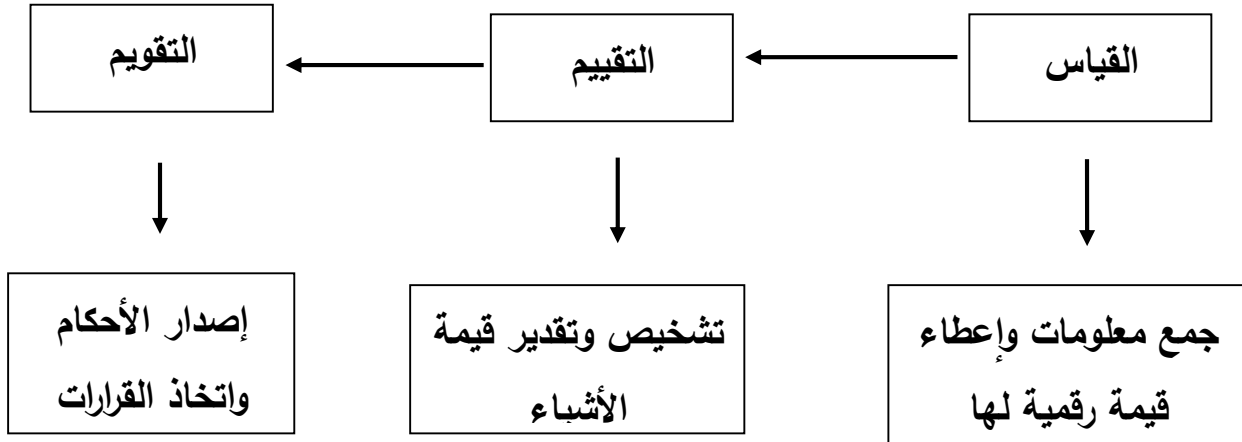 القياس
التقييم
التقويم
جمع معلومات وإعطاء
قيمة رقمية لها
تشخيص وتقدير قيمة
الأشياء
إصدار الأحكام
واتخاذ القرارات